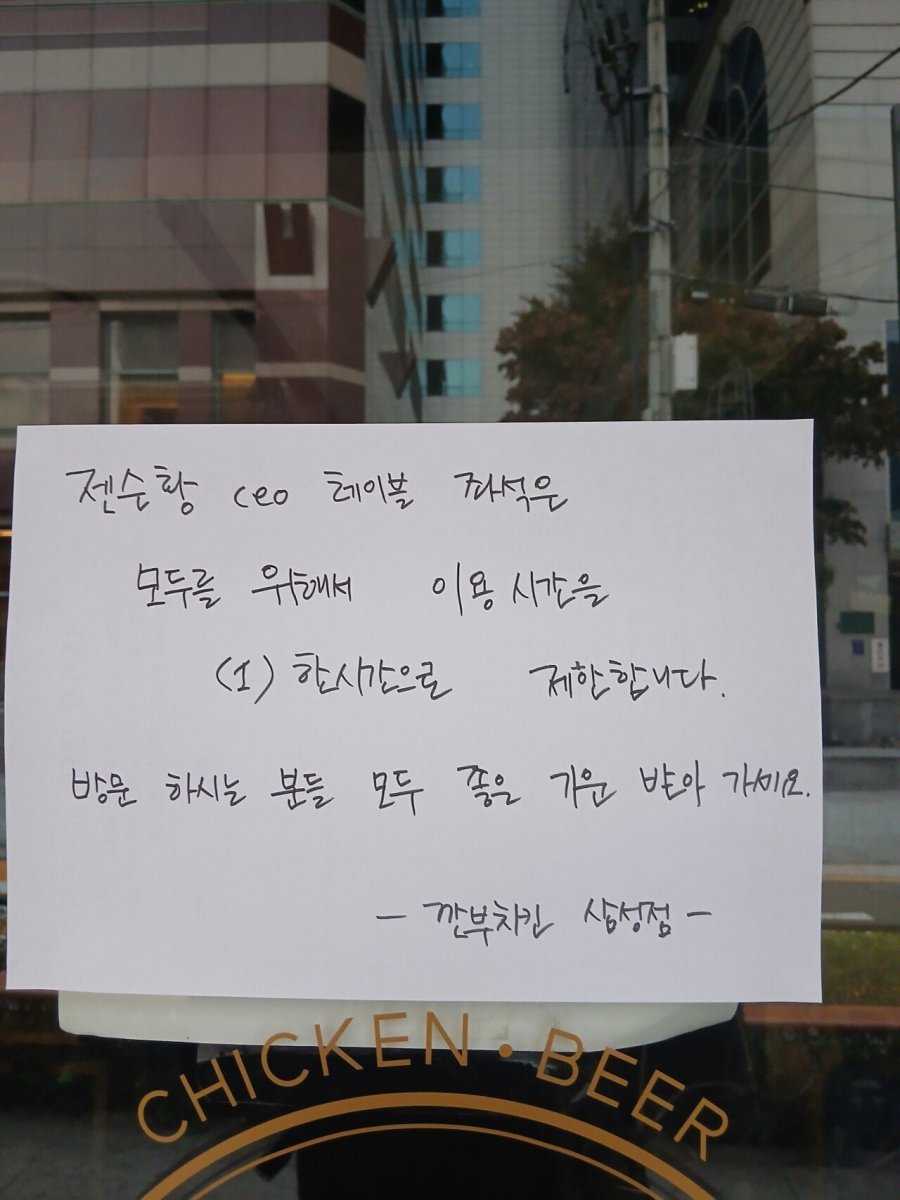 젠슨황 ceo 테이블 좌석은
모두를 위해서 이용 시간을
(1) 한시간으로 제한합니다.
방문 하시는 분들 모두 좋은 기운 받아 가세요.
- 깐부치킨 삼성점 -
CHICKEN · BEER